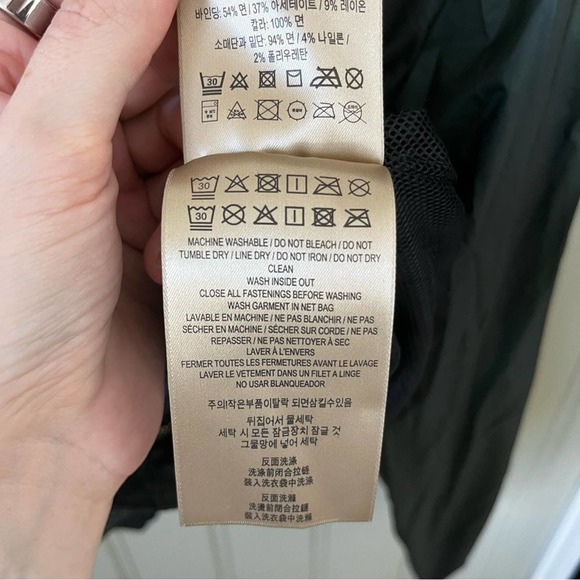 바인딩: 54% 면 / 37% 아세테이트 / 9% 레이온
칼라: 100% 면
소매단과 밑단: 94% 면 / 4% 나일론 /
2% 폴리우레탄
30
30
30
MACHINE WASHABLE / DO NOT BLEACH / DO NOT
TUMBLE DRY / LINE DRY / DO NOT IRON / DO NOT DRY
CLEAN
WASH INSIDE OUT
CLOSE ALL FASTENINGS BEFORE WASHING
WASH GARMENT IN NET BAG
LAVABLE EN MACHINE / NE PAS BLANCHIR / NE PAS
SÉCHER EN MACHINE / SÉCHER SUR CORDE / NE PAS
REPASSER / NE PAS NETTOYER À SEC
LAVER À L'ENVERS
FERMER TOUTES LES FERMETURES AVANT LE LAVAGE
LAVER LE VETEMENT DANS UN FILET A LINGE
NO USAR BLANQUEADOR
주의!작은부품이탈락 되면삼킬수있음
뒤집어서 물세탁
세탁 시 모든 잠금장치 잠글 것
그물망에 넣어 세탁
反面洗涤
洗涤前闭合拉链
装入洗衣袋中洗涤
反面洗滌
洗滌前閉合拉鏈
裝入洗衣袋中洗滌